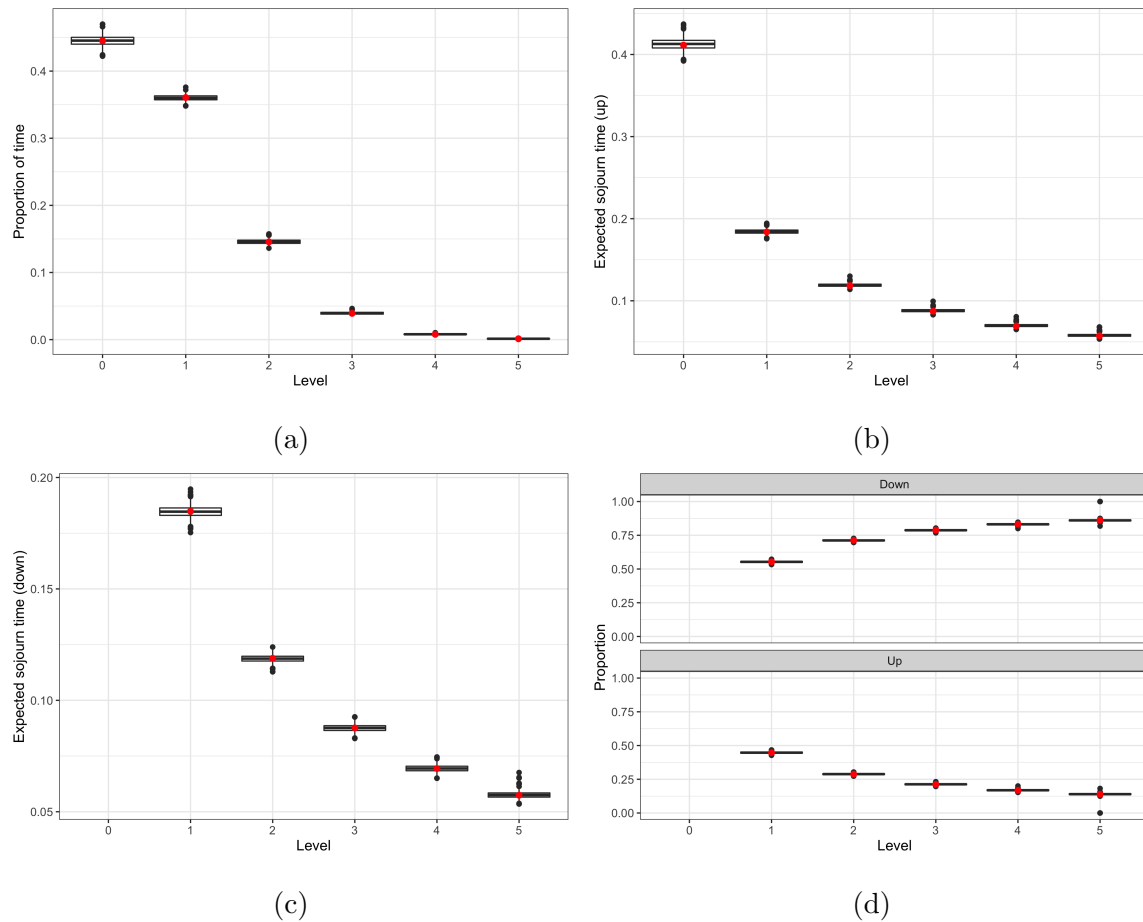 0.4
0.3
0.2
0.1
0.0
Proportion of time
0 1 2 3 4 5
Level
(a)
0.4
0.3
0.2
0.1
Expected sojourn time (up)
0 1 2 3 4 5
Level
(b)
0.20
0.15
0.10
0.05
Expected sojourn time (down)
0 1 2 3 4 5
Level
(c)
Down
1.00
0.75
0.50
0.25
0.00
Proportion
Up
1.00
0.75
0.50
0.25
0.00
0 1 2 3 4 5
Level
(d)